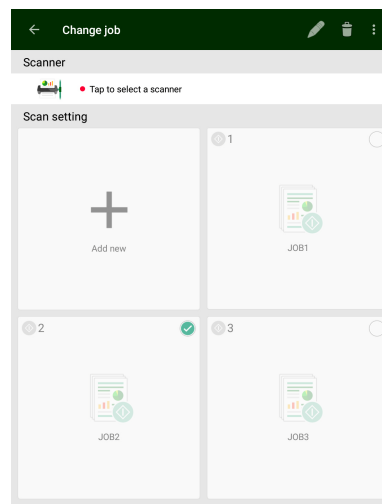 Change job
Scanner
Tap to select a scanner
Scan setting
1
Add new
JOB1
2
3
JOB2
JOB3